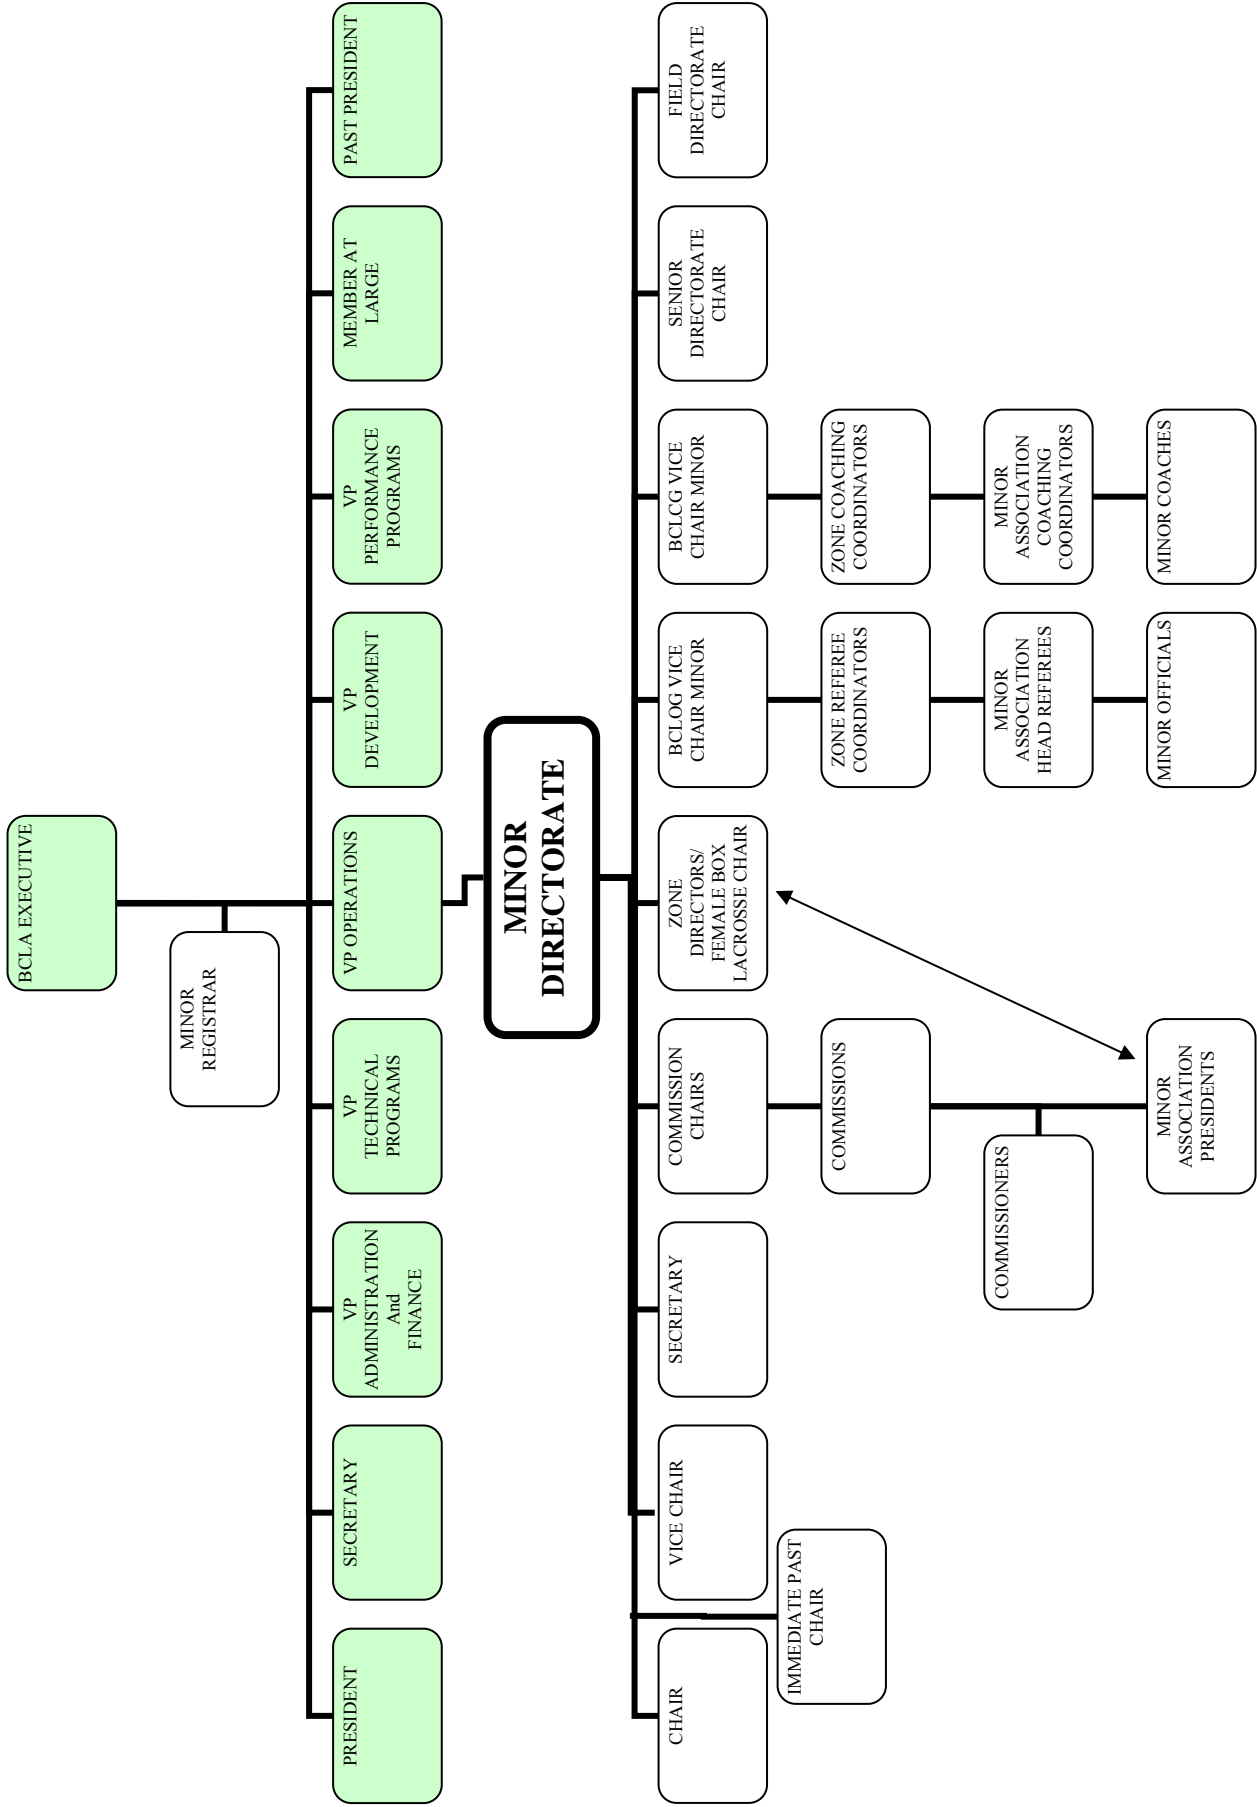 BCLA EXECUTIVE
MINOR
REGISTRAR
PRESIDENT
SECRETARY
VP
ADMINISTRATION
And
FINANCE
VP
TECHNICAL
PROGRAMS
VP OPERATIONS
VP
DEVELOPMENT
VP
PERFORMANCE
PROGRAMS
MEMBER AT
LARGE
PAST PRESIDENT
MINOR
DIRECTORATE
CHAIR
VICE CHAIR
SECRETARY
COMMISSION
CHAIRS
ZONE
DIRECTORS/
FEMALE BOX
LACROSSE CHAIR
BCLOG VICE
CHAIR MINOR
BCLCG VICE
CHAIR MINOR
SENIOR
DIRECTORATE
CHAIR
FIELD
DIRECTORATE
CHAIR
IMMEDIATE PAST
CHAIR
COMMISSIONS
ZONE REFEREE
COORDINATORS
ZONE COACHING
COORDINATORS
COMMISSIONERS
MINOR
ASSOCIATION
HEAD REFEREES
MINOR
ASSOCIATION
COACHING
COORDINATORS
MINOR
ASSOCIATION
PRESIDENTS
MINOR OFFICIALS
MINOR COACHES